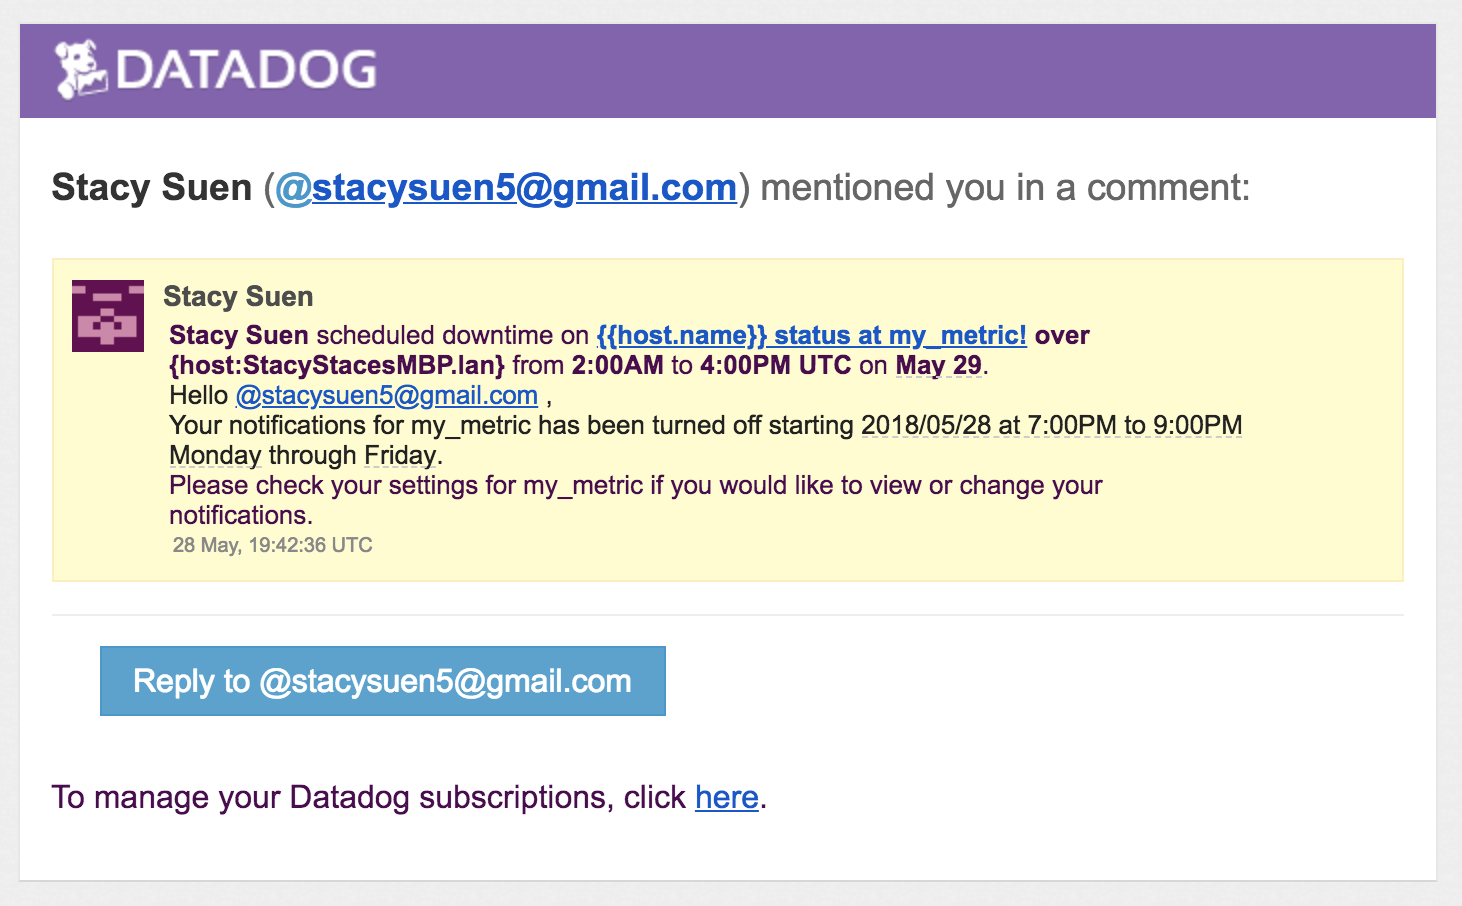 DATADOG
Stacy Suen (@stacysuen5@gmail.com) mentioned you in a comment:
Stacy Suen
Stacy Suen scheduled downtime on {{host.name}} status at my_metric! over
{host:StacyStacesMBP.lan} from 2:00AM to 4:00PM UTC on May 29.
Hello @stacysuen5@gmail.com ,
Your notifications for my_metric has been turned off starting 2018/05/28 at 7:00PM to 9:00PM
Monday through Friday.
Please check your settings for my_metric if you would like to view or change your
notifications.
28 May, 19:42:36 UTC
Reply to @stacysuen5@gmail.com
To manage your Datadog subscriptions, click here.